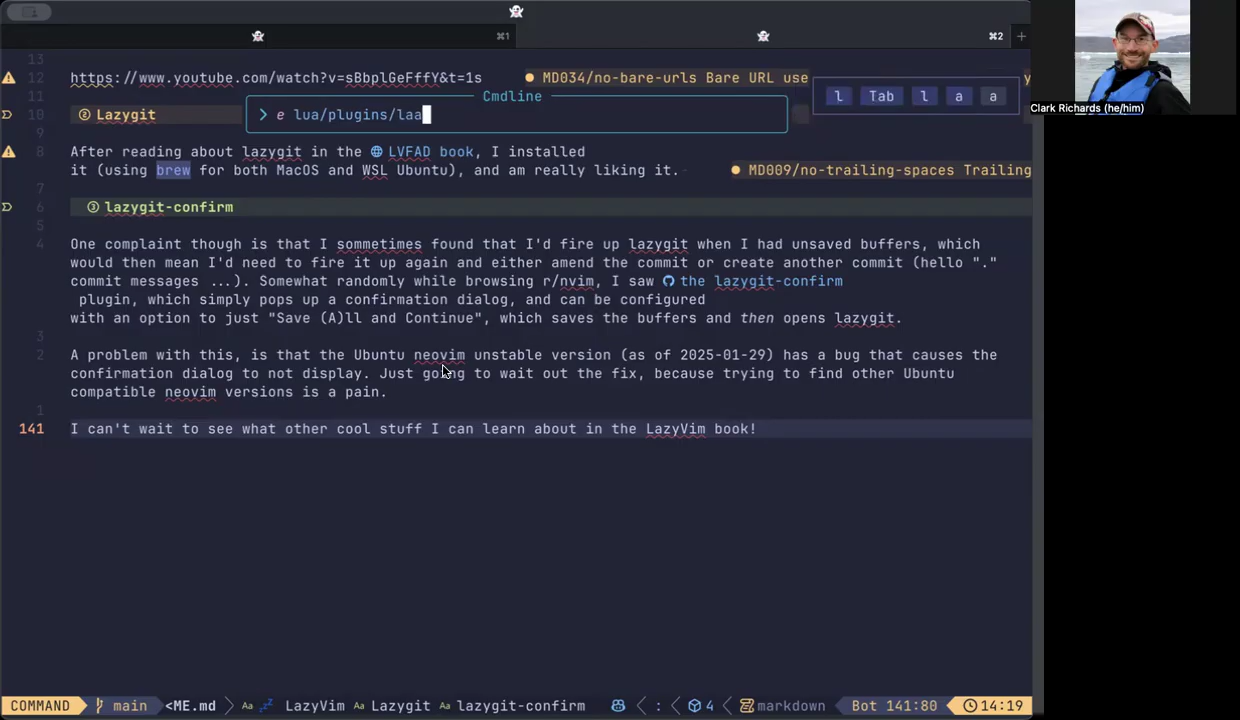 ⌘1
⌘2
+
13
12 https://www.youtube.com/watch?v=sBbplGeFffY&t=1s ● MD034/no-bare-urls Bare URL use
Cmdline
l Tab l a a
Clark Richards (he/him)
11
10 ② Lazygit
> e lua/plugins/laa
9
8 After reading about lazygit in the LVFAD book, I installed
it (using brew for both MacOS and WSL Ubuntu), and am really liking it. ● MD009/no-trailing-spaces Trailing
7
6 ③ lazygit-confirm
5
4 One complaint though is that I sommetimes found that I'd fire up lazygit when I had unsaved buffers, which
would then mean I'd need to fire it up again and either amend the commit or create another commit (hello "."
commit messages ...). Somewhat randomly while browsing r/nvim, I saw the lazygit-confirm
plugin, which simply pops up a confirmation dialog, and can be configured
with an option to just "Save (A)ll and Continue", which saves the buffers and then opens lazygit.
3
2 A problem with this, is that the Ubuntu neovim unstable version (as of 2025-01-29) has a bug that causes the
confirmation dialog to not display. Just going to wait out the fix, because trying to find other Ubuntu
compatible neovim versions is a pain.
1
141 I can't wait to see what other cool stuff I can learn about in the LazyVim book!
COMMAND main <ME.md > Aa LazyVim Aa Lazygit Aa lazygit-confirm < : < 4 < markdown Bot 141:80 14:19